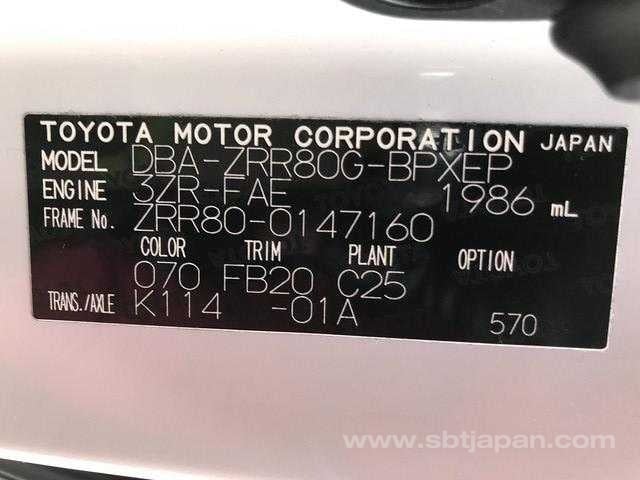 TOYOTA MOTOR CORPORATION JAPAN
MODEL DBA-ZRR80G-BPXEP
ENGINE 3ZR-FAE 1986 mL
FRAME No. ZRR80-0147160
COLOR TRIM PLANT OPTION
070 FB20 C25
TRANS./AXLE K114 -01A
570
www.sbtjapan.com